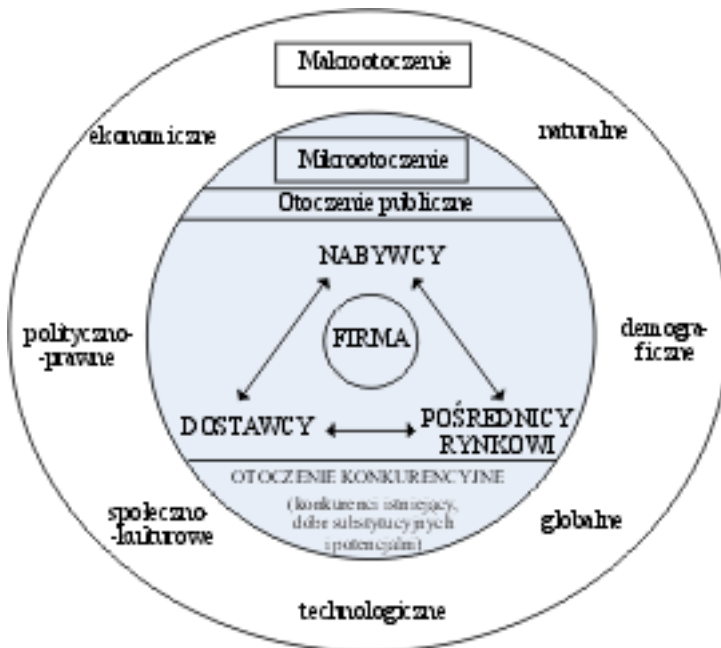 Makrootoczenie
ekonomiczne
naturalne
Mikrootoczenie
Otoczenie publiczne
NABYWCY
polityczno-
-prawne
FIRMA
demogra-
ficzne
DOSTAWCY
POŚREDNICY
RYNKOWI
OTOCZENIE KONKURENCYJNE
(konkurenci istniejący,
dóbr substytucyjnych
i potencjalni)
społeczno-
-kulturowe
globalne
technologiczne